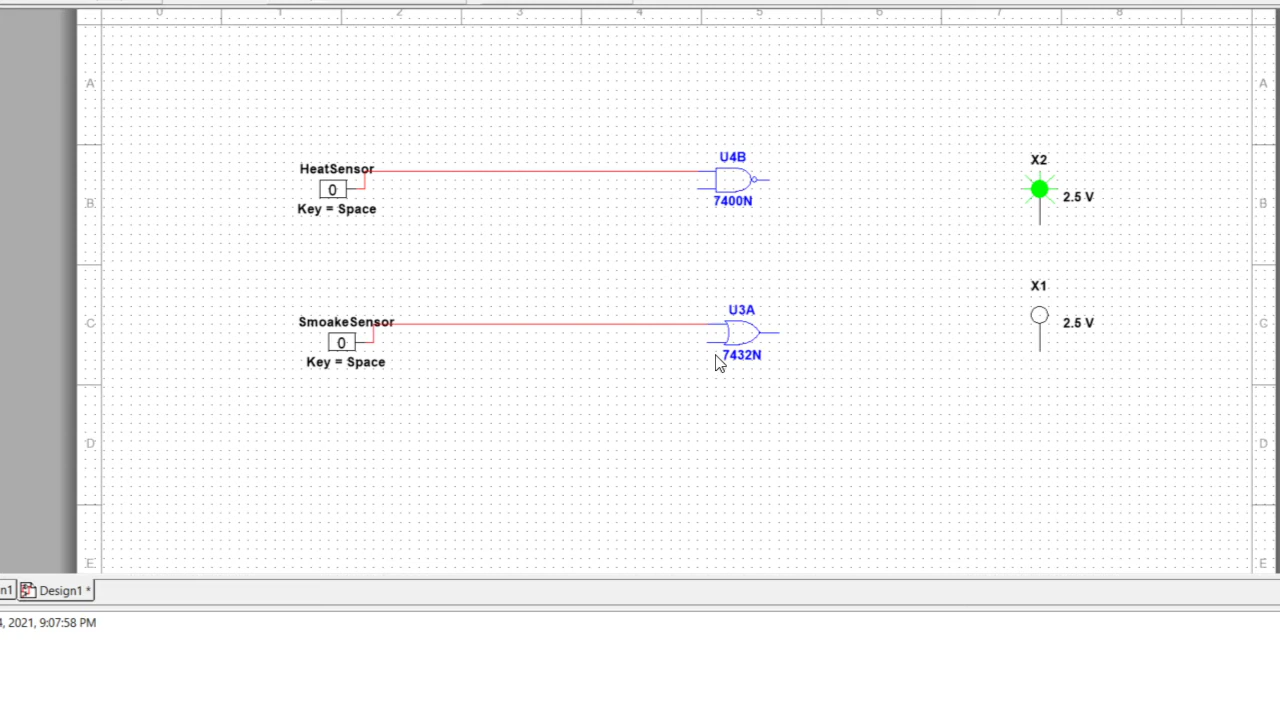 0 1 2 3 4 5 6 7 8
A A
X2
U4B
HeatSensor
0
2.5 V
7400N
B B
Key = Space
X1
U3A
SmoakeSensor
C C
2.5 V
0
7432N
Key = Space
D D
E E
n1 Design1 *
, 2021, 9:07:58 PM